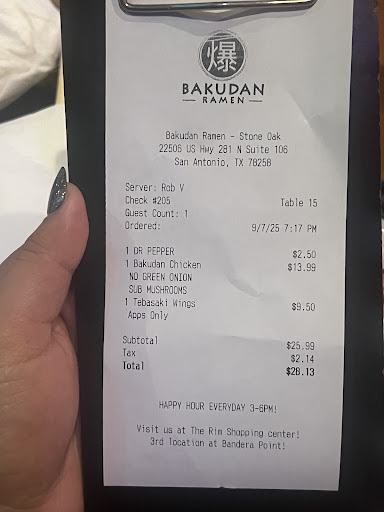 爆
BAKUDAN
RAMEN
Bakudan Ramen - Stone Oak
22506 US Hwy 281 N Suite 106
San Antonio, TX 78258
Server: Rob V
Check #205 Table 15
Guest Count: 1
Ordered: 9/7/25 7:17 PM
1 DR PEPPER $2.50
1 Bakudan Chicken $13.99
NO GREEN ONION
SUB MUSHROOMS
1 Tebasaki Wings $9.50
Apps Only
Subtotal $25.99
Tax $2.14
Total $28.13
HAPPY HOUR EVERYDAY 3-6PM!
Visit us at The Rim Shopping center!
3rd location at Bandera Point!